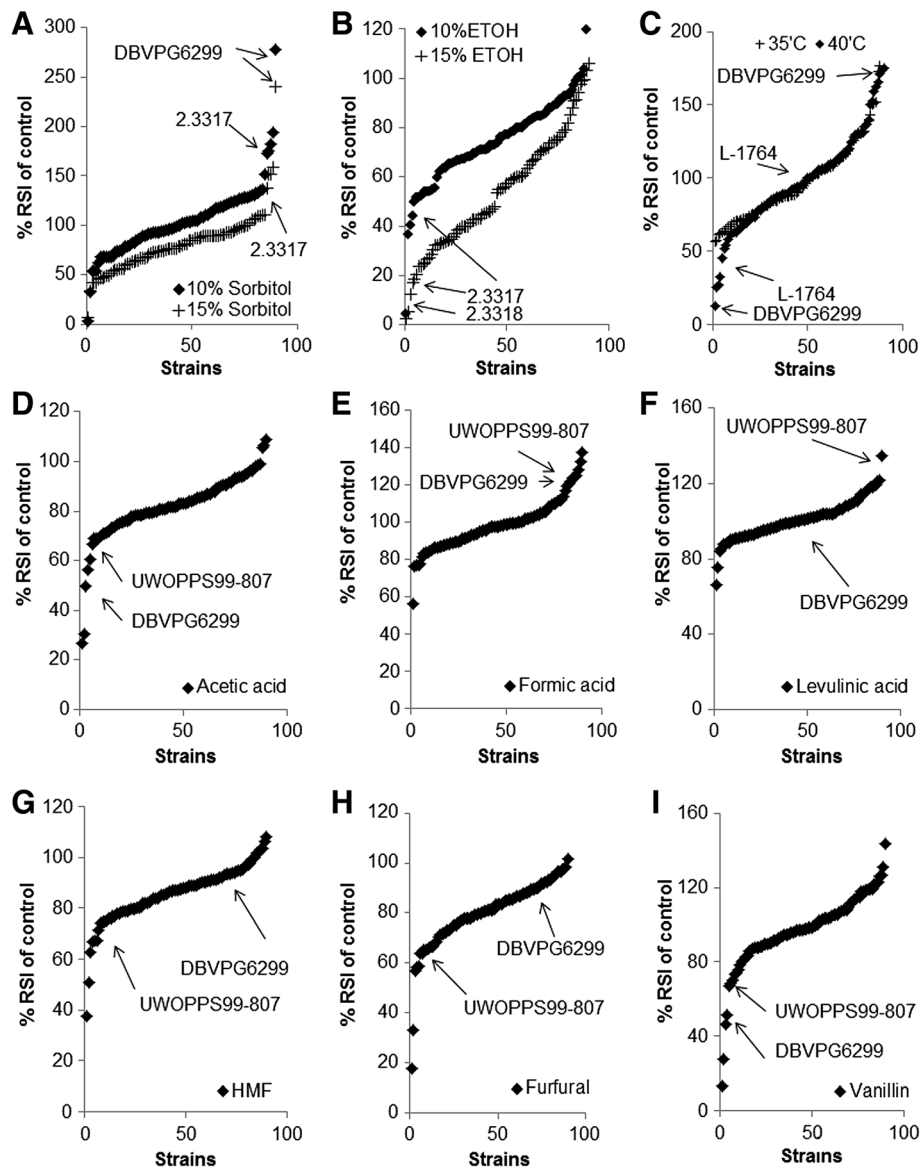 A
% RSI of control
300
250
200
150
100
50
0
DBVPG6299
2.3317
2.3317
◆ 10% Sorbitol
+15% Sorbitol
0 50 100
Strains
B
% RSI of control
120
100
80
60
40
20
0
◆ 10%ETOH
+ 15% ETOH
2.3317
2.3318
0 50 100
Strains
C
% RSI of control
200
150
100
50
0
+ 35'C ◆ 40'C
DBVPG6299
L-1764
L-1764
DBVPG6299
0 50 100
Strains
D
% RSI of control
120
100
80
60
40
20
0
UWOPPS99-807
DBVPG6299
◆ Acetic acid
0 50 100
Strains
E
% RSI of control
160
140
120
100
80
60
40
20
0
UWOPPS99-807
DBVPG6299
◆ Formic acid
0 50 100
Strains
F
% RSI of control
160
120
80
40
0
UWOPPS99-807
DBVPG6299
◆ Levulinic acid
0 50 100
Strains
G
% RSI of control
120
100
80
60
40
20
0
DBVPG6299
UWOPPS99-807
◆ HMF
0 50 100
Strains
H
% RSI of control
120
100
80
60
40
20
0
DBVPG6299
UWOPPS99-807
◆ Furfural
0 50 100
Strains
I
% RSI of control
160
120
80
40
0
UWOPPS99-807
DBVPG6299
◆ Vanillin
0 50 100
Strains